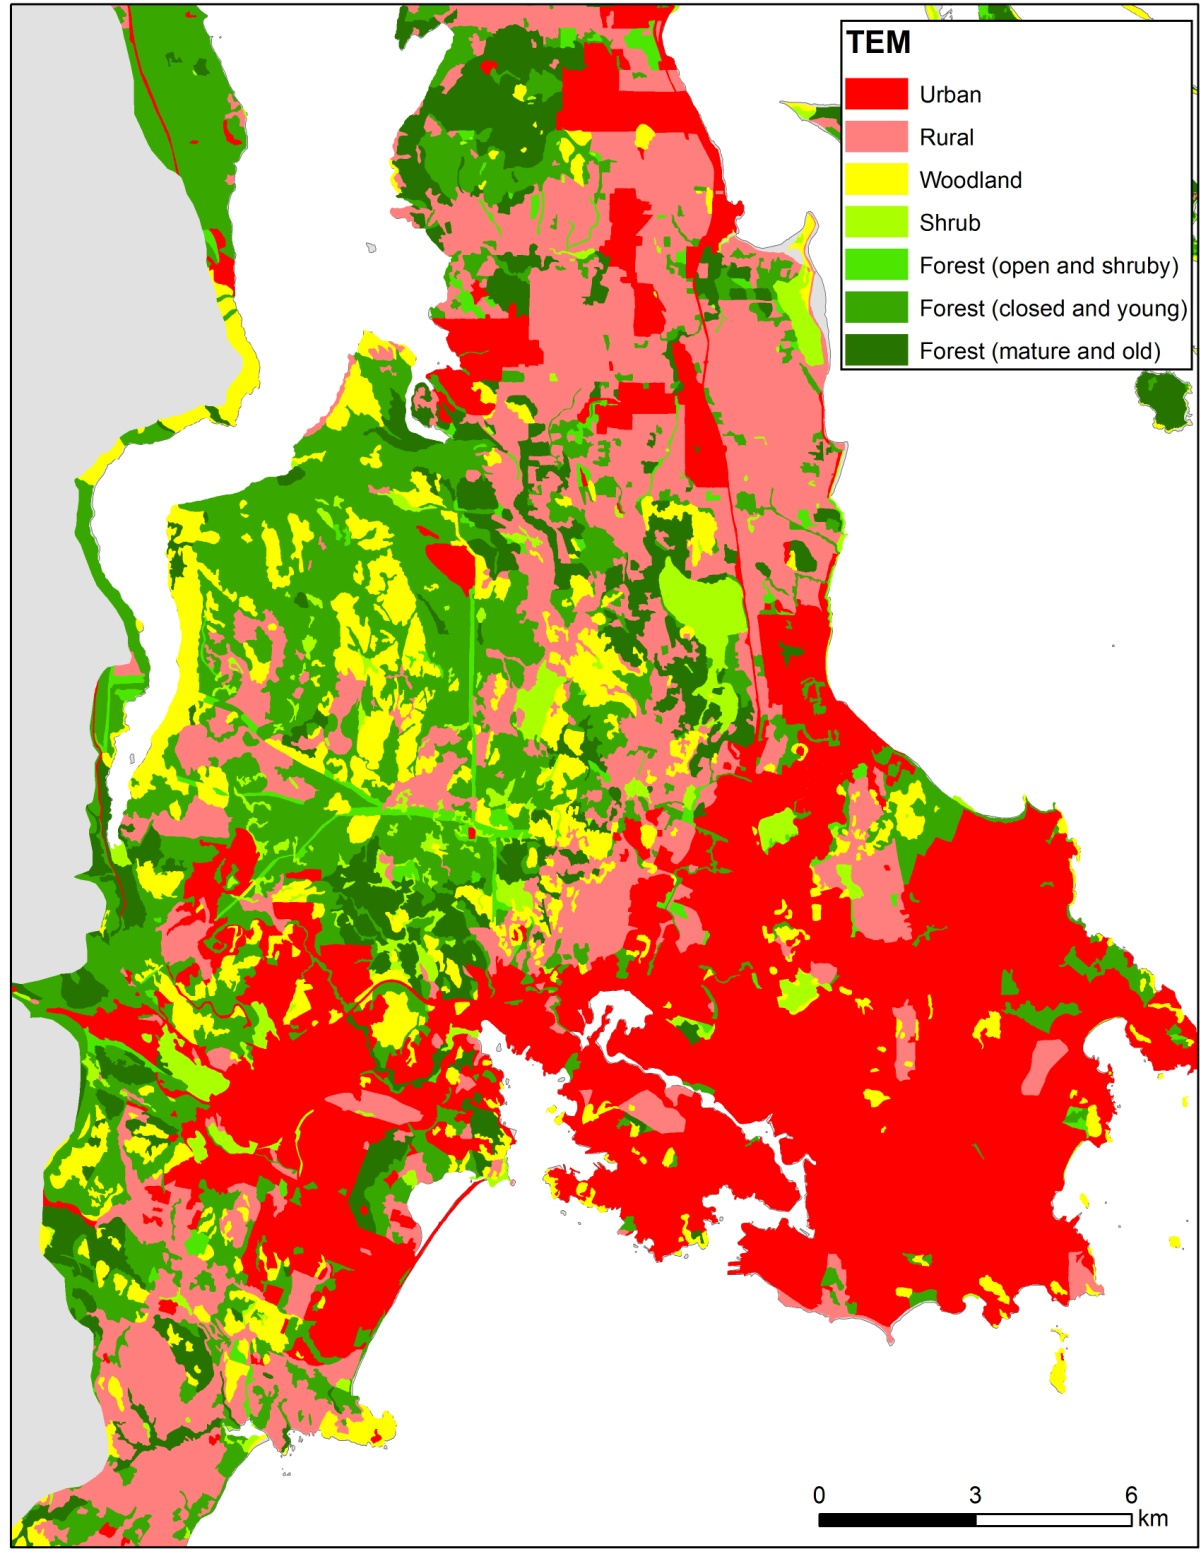 TEM
Urban
Rural
Woodland
Shrub
Forest (open and shruby)
Forest (closed and young)
Forest (mature and old)
0 3 6
km